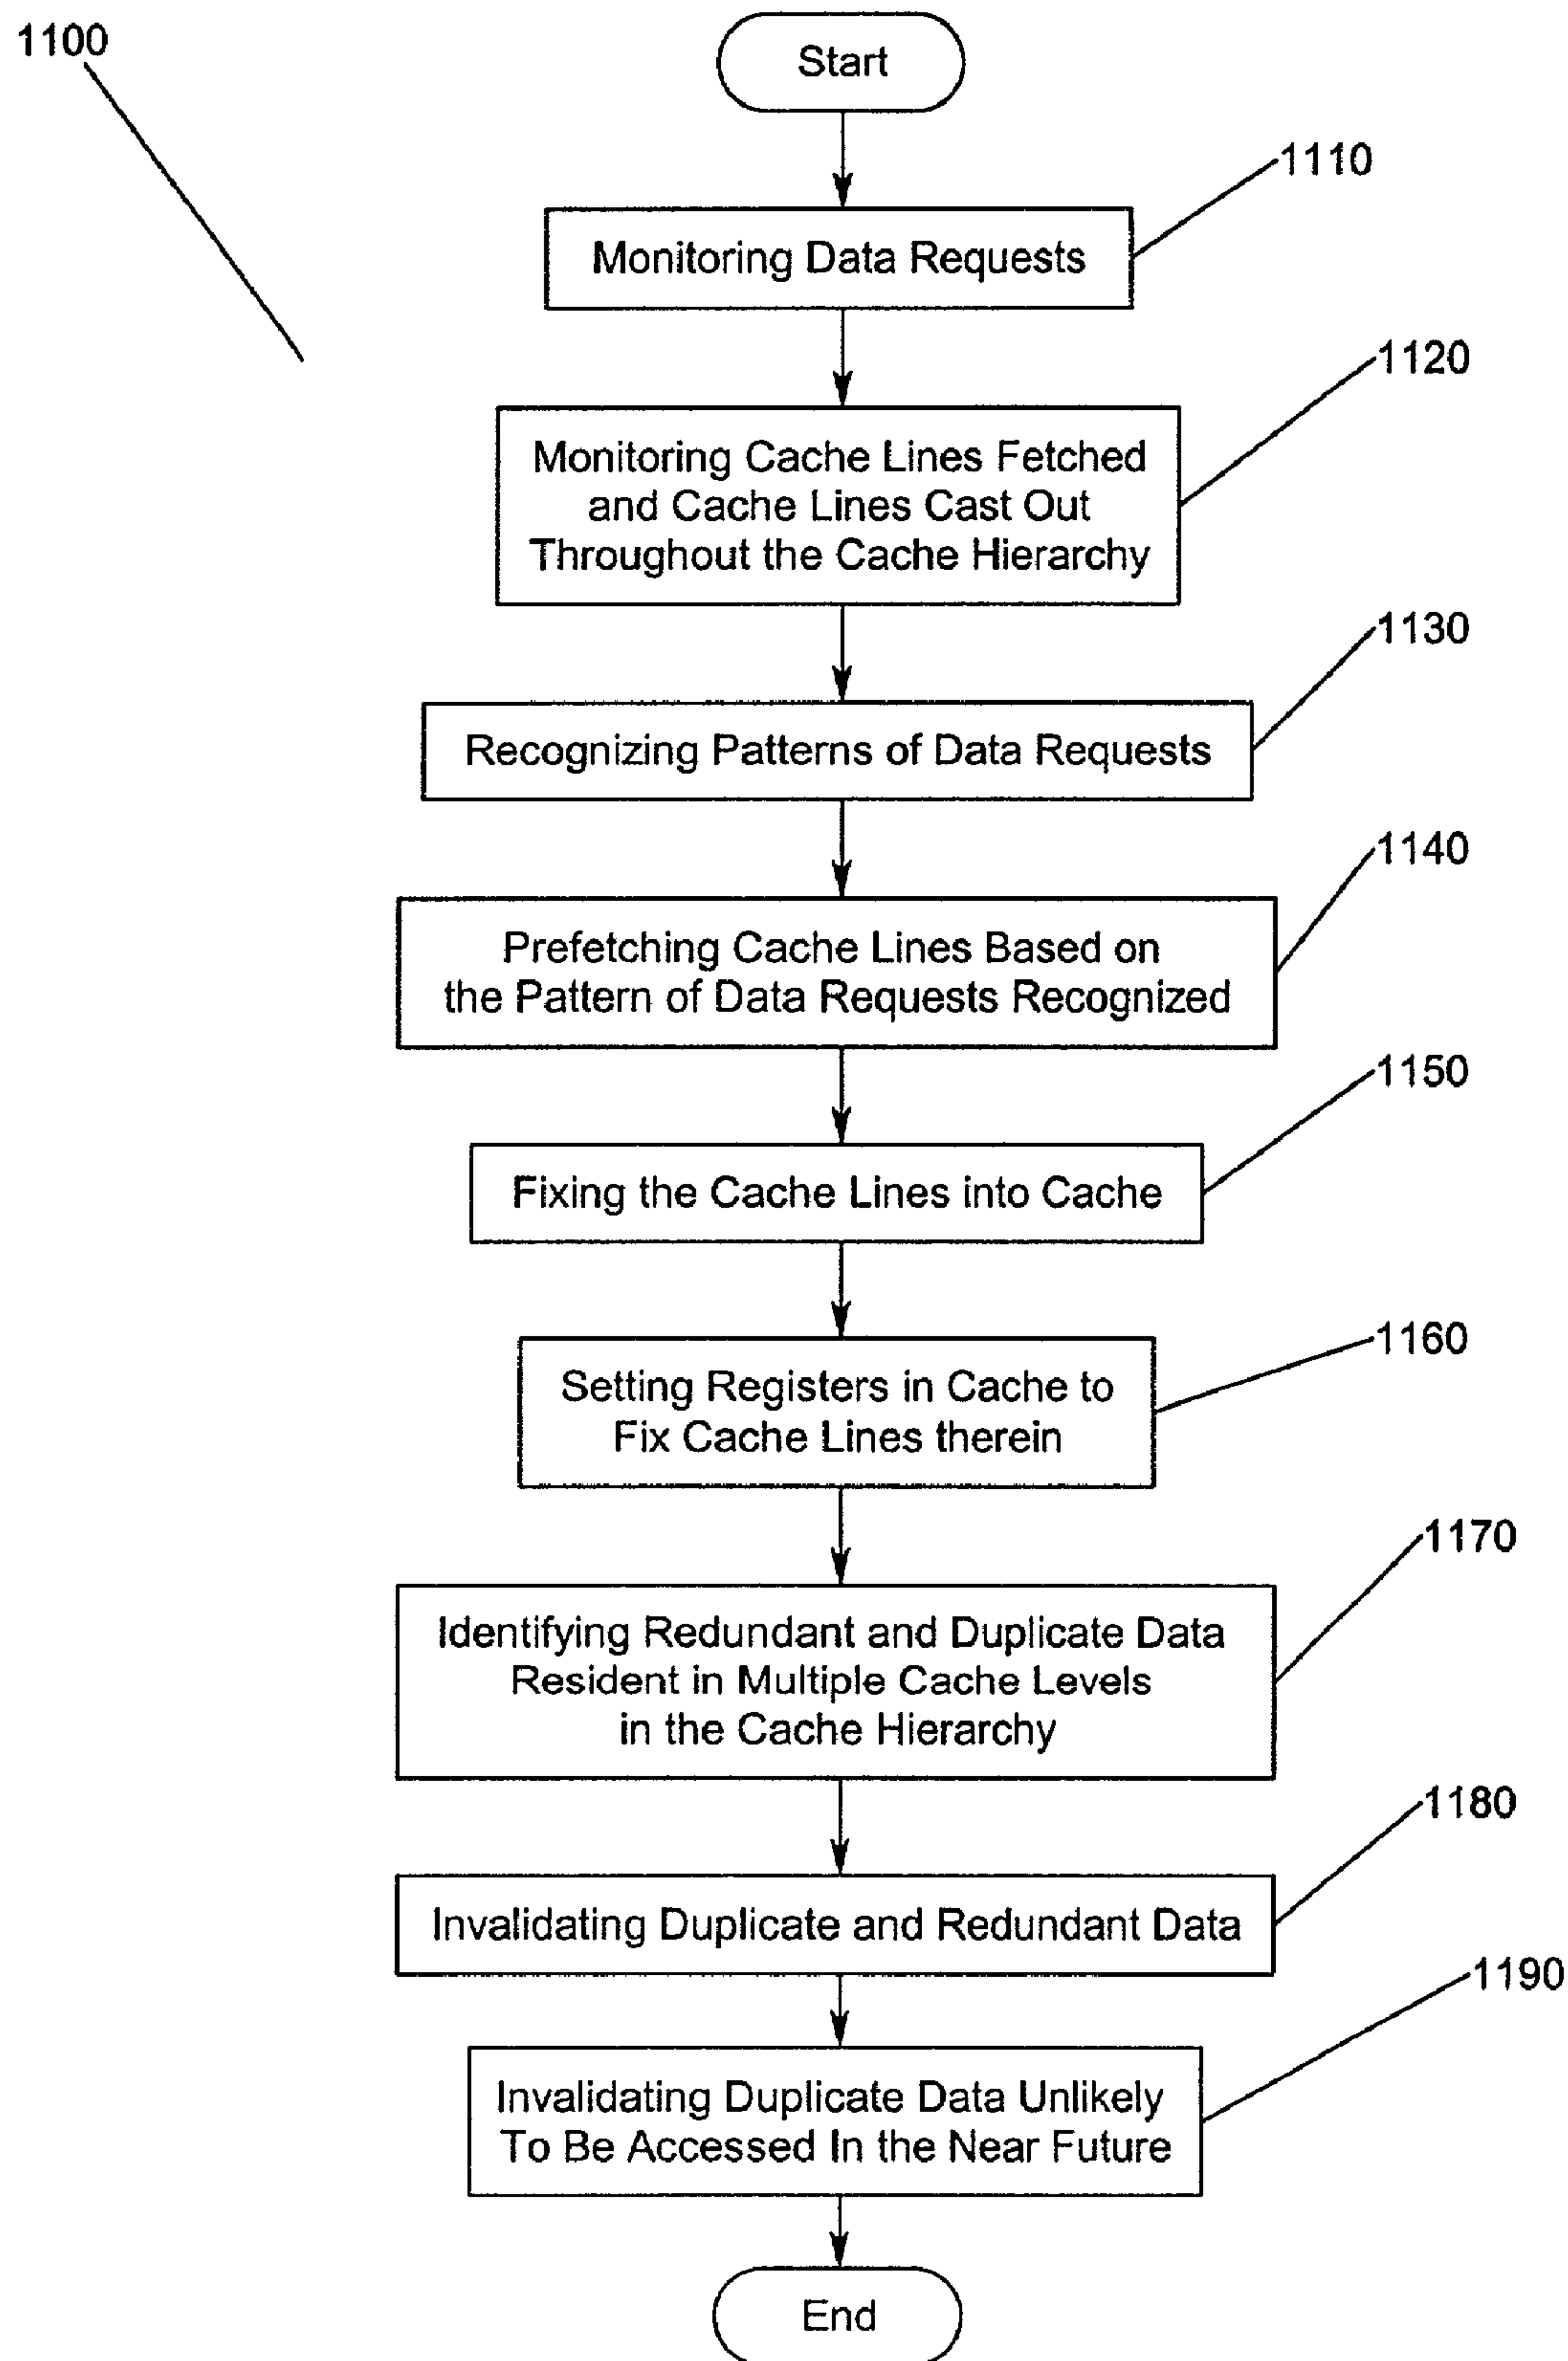 1100
Start
1110
Monitoring Data Requests
1120
Monitoring Cache Lines Fetched
and Cache Lines Cast Out
Throughout the Cache Hierarchy
1130
Recognizing Patterns of Data Requests
1140
Prefetching Cache Lines Based on
the Pattern of Data Requests Recognized
1150
Fixing the Cache Lines into Cache
1160
Setting Registers in Cache to
Fix Cache Lines therein
1170
Identifying Redundant and Duplicate Data
Resident in Multiple Cache Levels
in the Cache Hierarchy
1180
Invalidating Duplicate and Redundant Data
1190
Invalidating Duplicate Data Unlikely
To Be Accessed In the Near Future
End